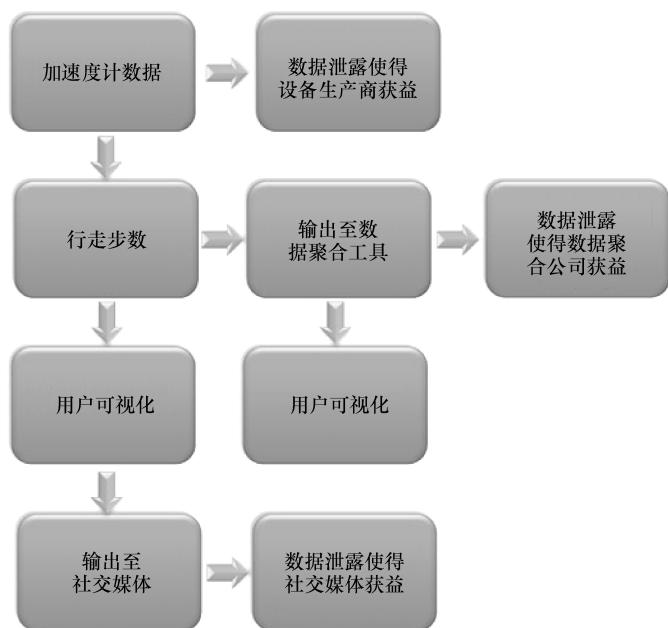 加速度计数据
数据泄露使得
设备生产商获益
行走步数
输出至数
据聚合工具
数据泄露
使得数据聚
合公司获益
用户可视化
用户可视化
输出至
社交媒体
数据泄露使得
社交媒体获益